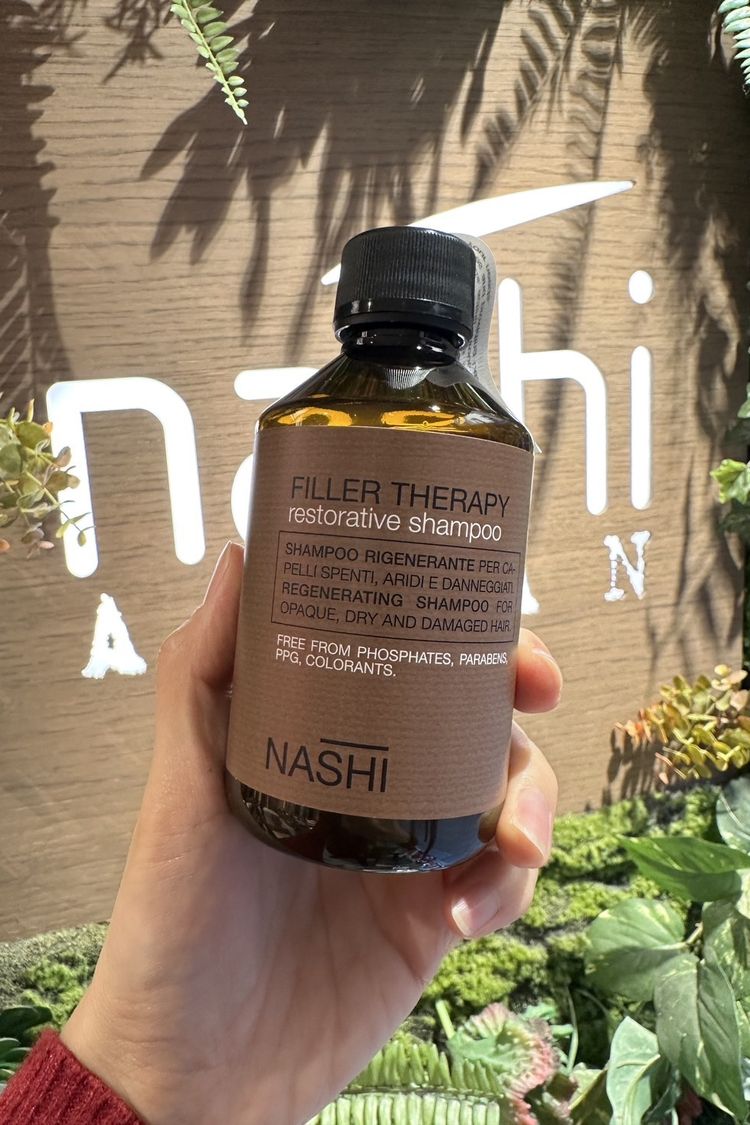 nashi
A N
FILLER THERAPY
restorative shampoo
SHAMPOO RIGENERANTE PER CA-
PELLI SPENTI, ARIDI E DANNEGGIATI.
REGENERATING SHAMPOO FOR
OPAQUE, DRY AND DAMAGED HAIR.
FREE FROM PHOSPHATES, PARABENS,
PPG, COLORANTS.
NASHI